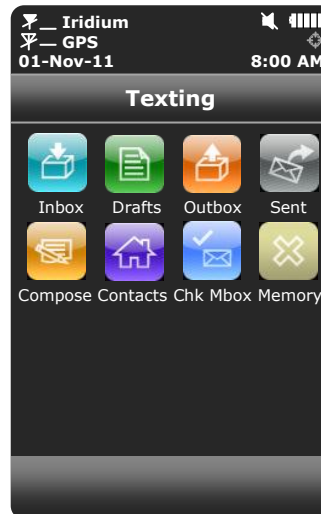 Iridium
GPS
01-Nov-11 8:00 AM
Texting
Inbox Drafts Outbox Sent
Compose Contacts Chk Mbox Memory